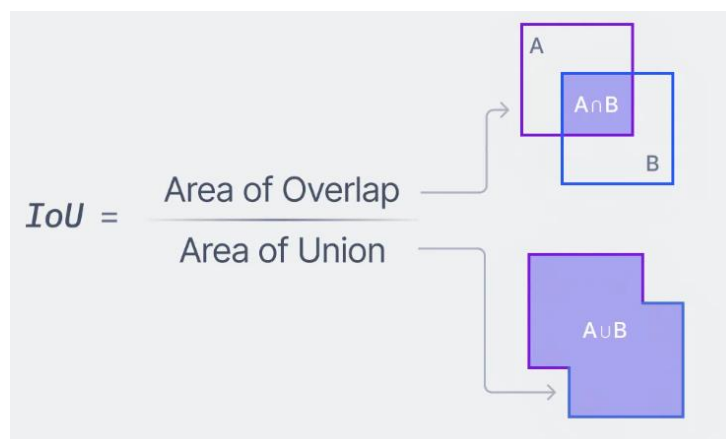 A
A∩B
B
Area of Overlap
IoU =
Area of Union
A∪B